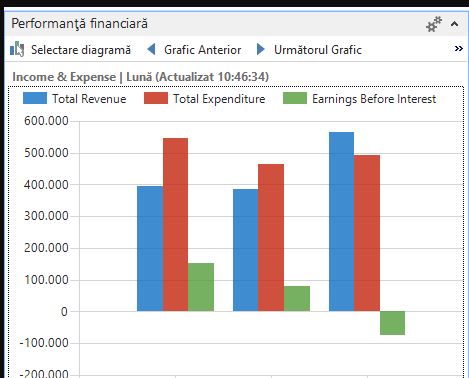 Performanță financiară
Selectare diagramă Grafic Anterior Următorul Grafic »
Income & Expense | Lună (Actualizat 10:46:34)
Total Revenue Total Expenditure Earnings Before Interest
600.000
500.000
400.000
300.000
200.000
100.000
0
-100.000
-200.000